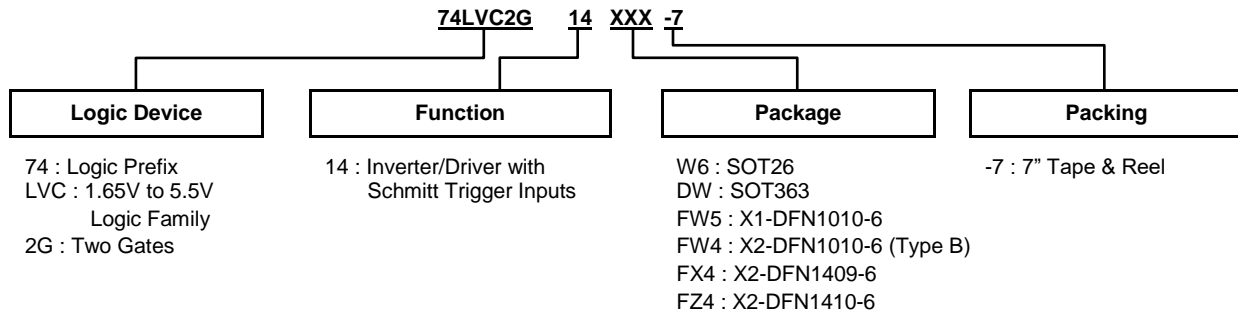 74LVC2G 14 XXX -7
Logic Device
Function
Package
Packing
74 : Logic Prefix
LVC : 1.65V to 5.5V
Logic Family
2G : Two Gates
14 : Inverter/Driver with
Schmitt Trigger Inputs
W6 : SOT26
DW : SOT363
FW5 : X1-DFN1010-6
FW4 : X2-DFN1010-6 (Type B)
FX4 : X2-DFN1409-6
FZ4 : X2-DFN1410-6
-7 : 7” Tape & Reel